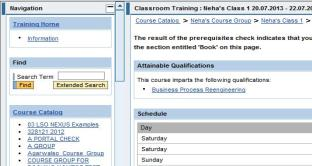 Navigation
Training Home
Information
Find
Search Term
Find Extended Search
Course Catalog
03 LSO NEXUS Examples
328121 2012
A PORTAL CHECK
A GROUP
Agarwalas Course Group
COURSE GROUP FOR
Classroom Training : Neha's Class 1 20.07.2013 - 22.07.20
Course Catalog > Neha's Course Group > Neha's Class 1 >
The result of the prerequisites check indicates that you
the section entitled 'Book' on this page.
Attainable Qualifications
This course imparts the following qualifications:
Business Process Reengineering
Schedule
Day
Saturday
Saturday
Sunday